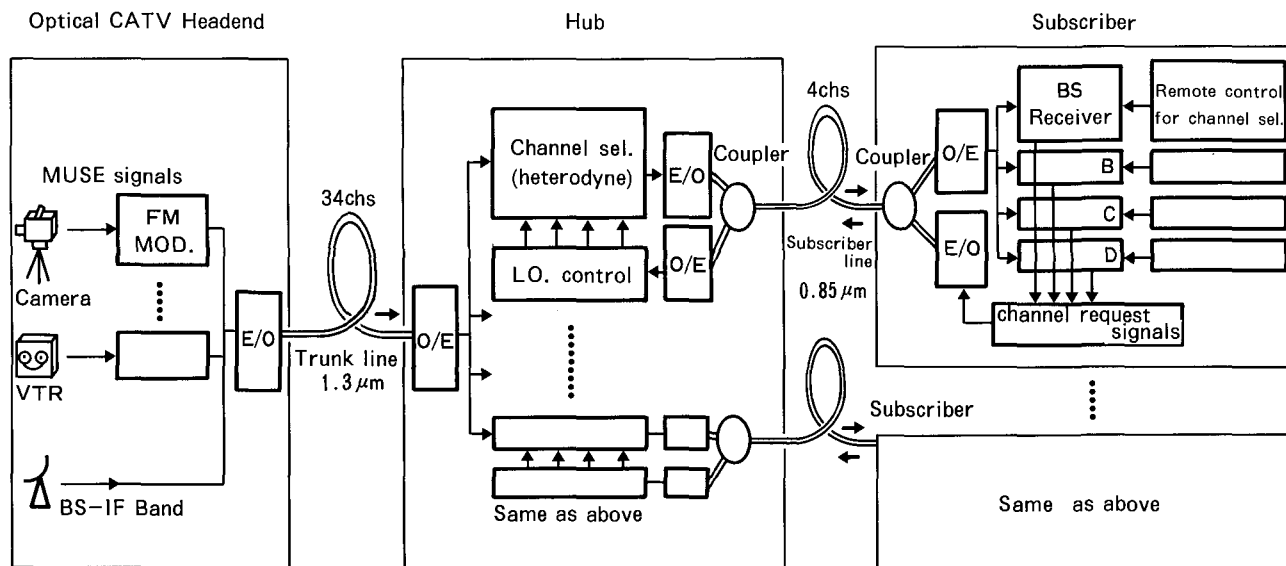 Optical CATV Headend
Hub
Subscriber
MUSE signals
FM
MOD.
Camera
VTR
BS-IF Band
E/O
34chs
Trunk line
1.3μm
O/E
Channel sel.
(heterodyne)
L.O. control
E/O
O/E
Coupler
Same as above
4chs
Subscriber
line
0.85μm
Coupler
O/E
E/O
BS
Receiver
B
C
D
Remote control
for channel sel.
channel request
signals
Subscriber
Same as above